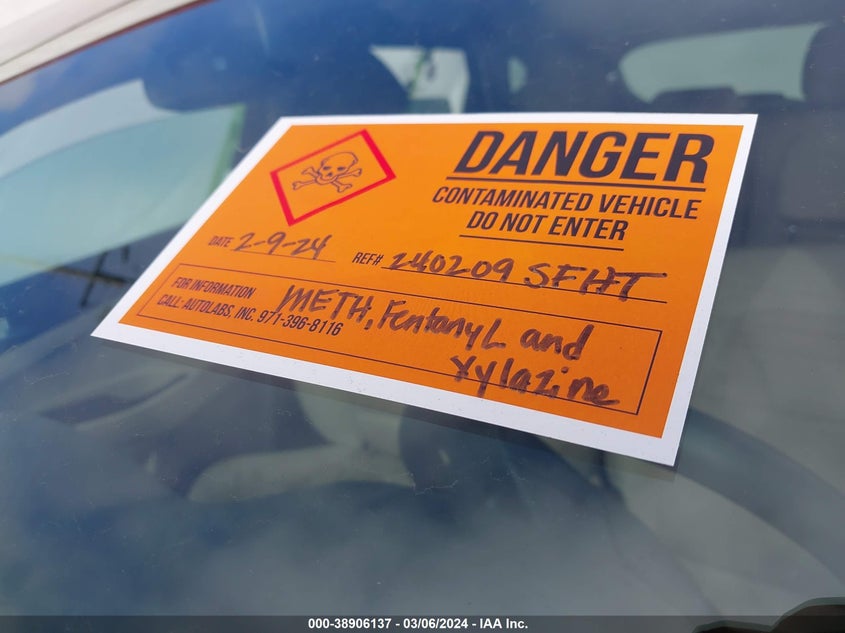 DANGER
CONTAMINATED VEHICLE
DO NOT ENTER
DATE 2-9-24 REF# 240209 SFHT
FOR INFORMATION
CALL: AUTOLABS, INC. 971-396-8116
METH, Fentanyl and
Xylazine
000-38906137 - 03/06/2024 - IAA Inc.